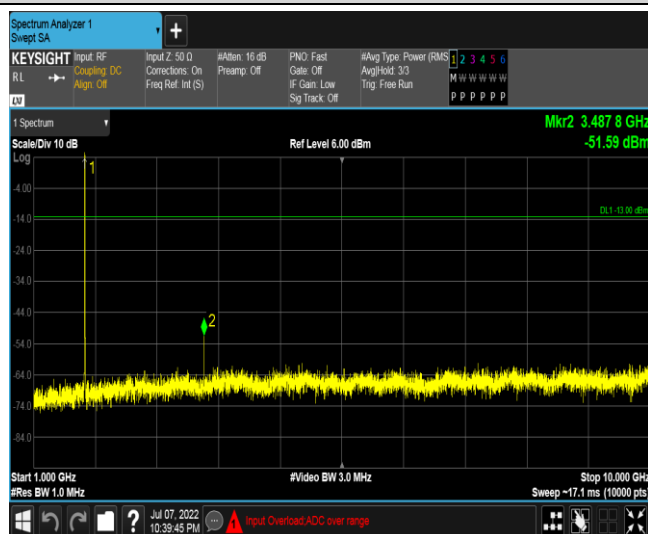 Spectrum Analyzer 1
Swept SA
+
KEYSIGHT Input: RF Input Z: 50 Ω #Atten: 16 dB PNO: Fast #Avg Type: Power (RMS 1 2 3 4 5 6
RL Coupling: DC Corrections: On Preamp: Off Gate: Off Avg|Hold: 3/3 M W W W W W
Align: Off Freq Ref: Int (S) IF Gain: Low Trig: Free Run
Sig Track: Off P P P P P P
LXI
1 Spectrum Mkr2 3.487 8 GHz
Scale/Div 10 dB Ref Level 6.00 dBm -51.59 dBm
Log
1
-4.00
DL1 -13.00 dBm
-14.0
-24.0
-34.0
-44.0
2
-54.0
-64.0
-74.0
-84.0
Start 1.000 GHz #Video BW 3.0 MHz Stop 10.000 GHz
#Res BW 1.0 MHz Sweep ~17.1 ms (10000 pts)
? Jul 07, 2022
10:39:45 PM
Input Overload;ADC over range